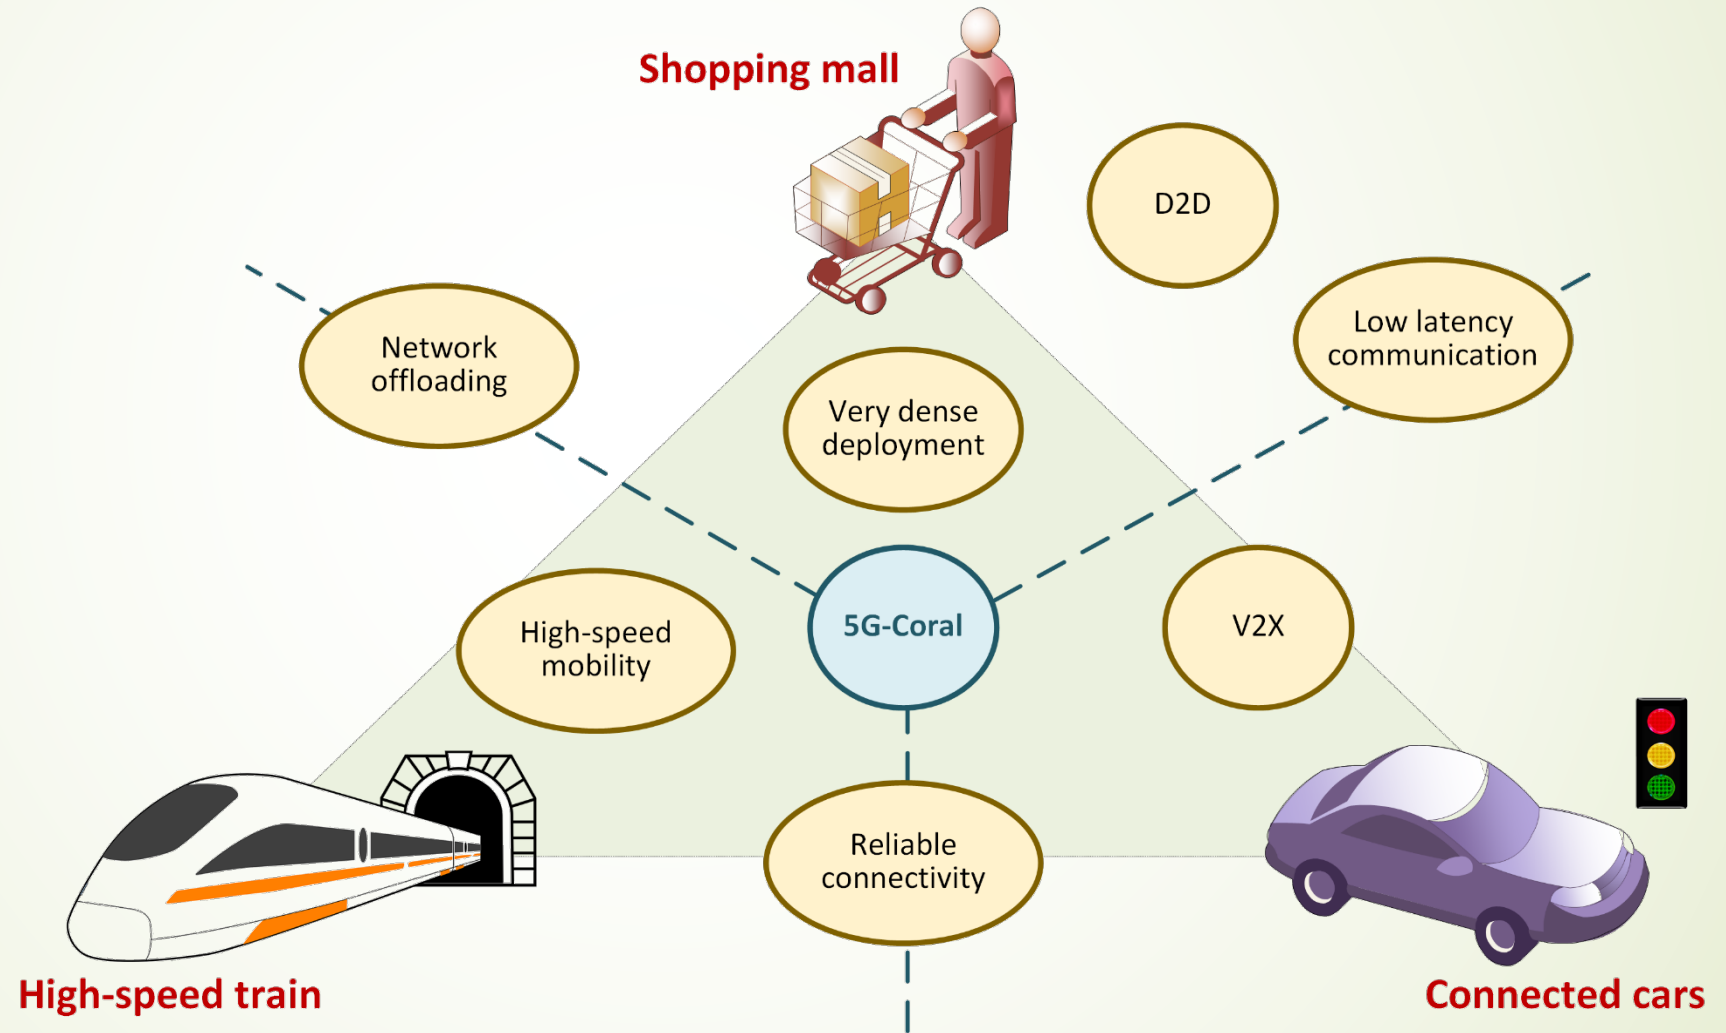 Shopping mall
D2D
Network
offloading
Low latency
communication
Very dense
deployment
High-speed
mobility
5G-Coral
V2X
Reliable
connectivity
High-speed train
Connected cars